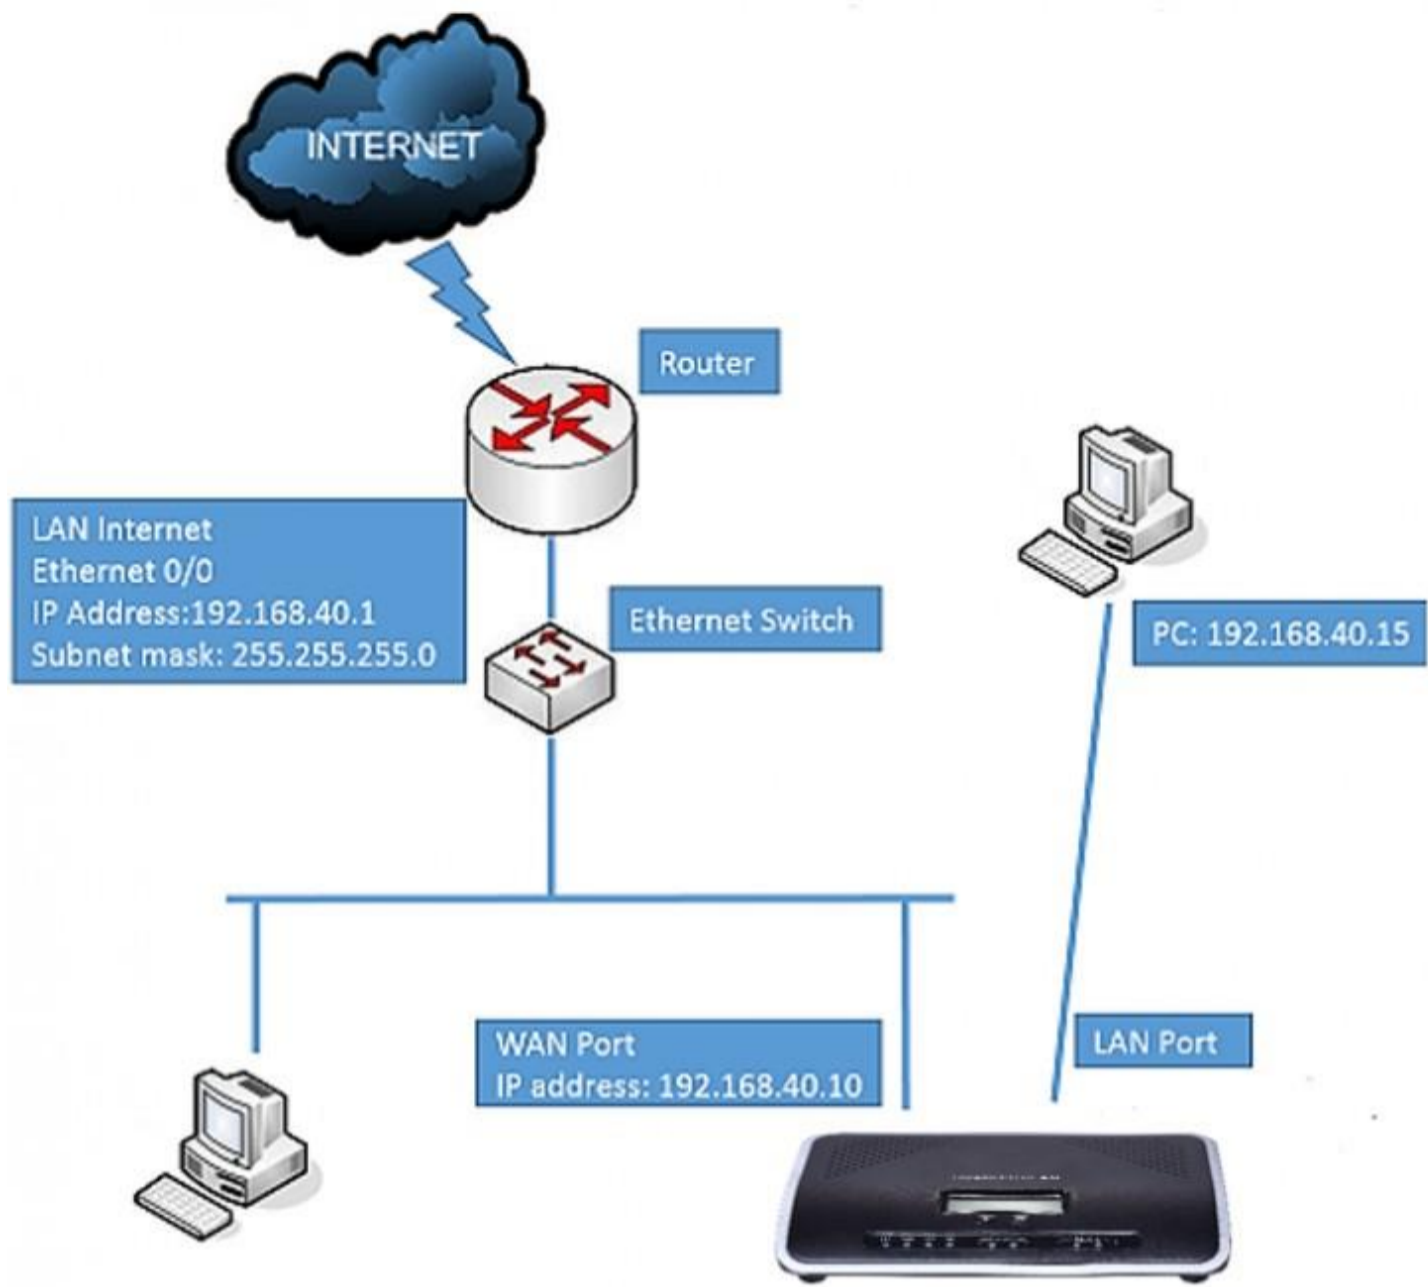 INTERNET
Router
LAN Internet
Ethernet 0/0
IP Address:192.168.40.1
Subnet mask: 255.255.255.0
Ethernet Switch
PC: 192.168.40.15
WAN Port
IP address: 192.168.40.10
LAN Port